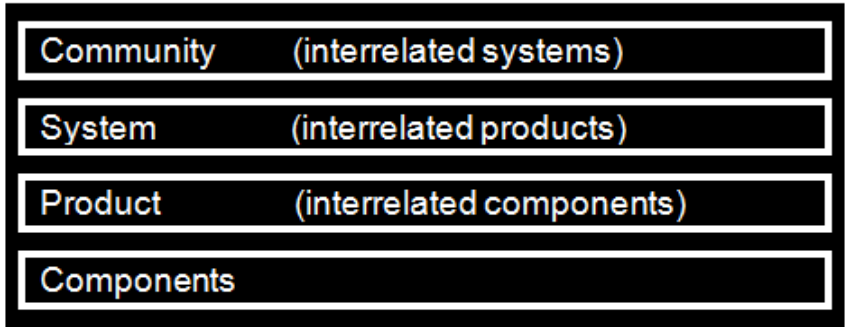 Community (interrelated systems)
System (interrelated products)
Product (interrelated components)
Components